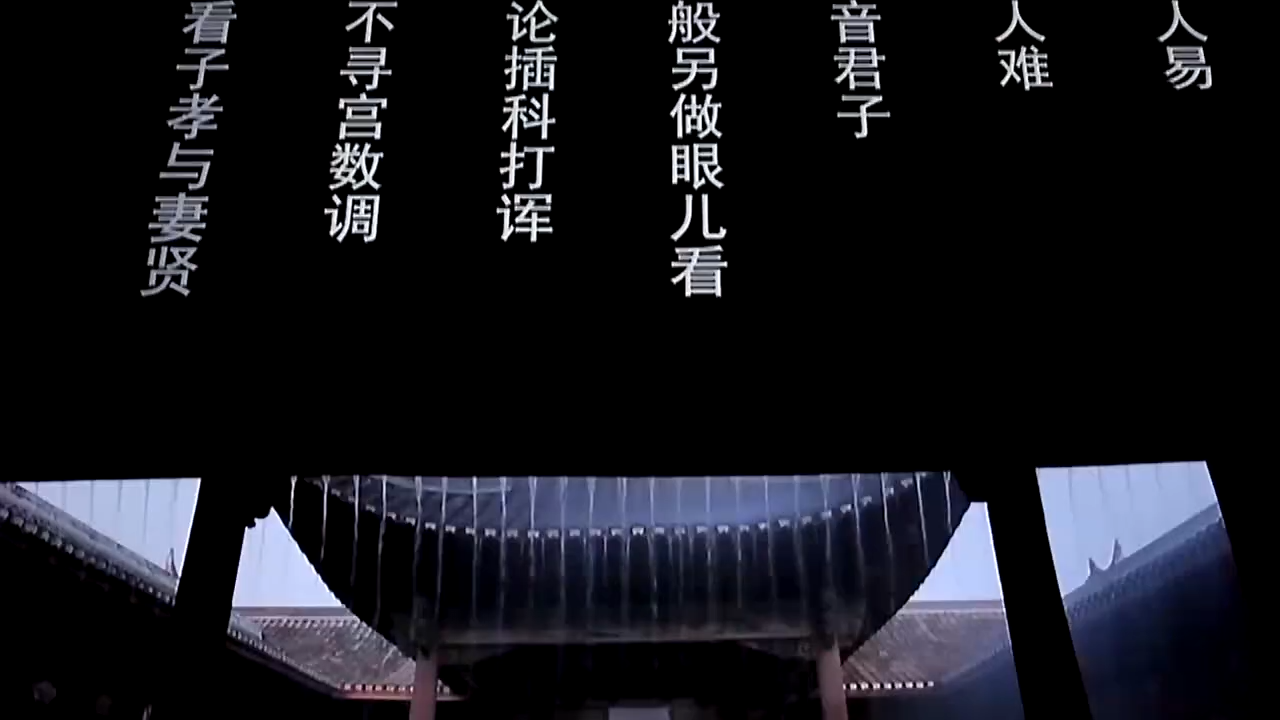 人易
人难
音君子
般另做眼儿看
论插科打诨
不寻宫数调
看子孝与妻贤